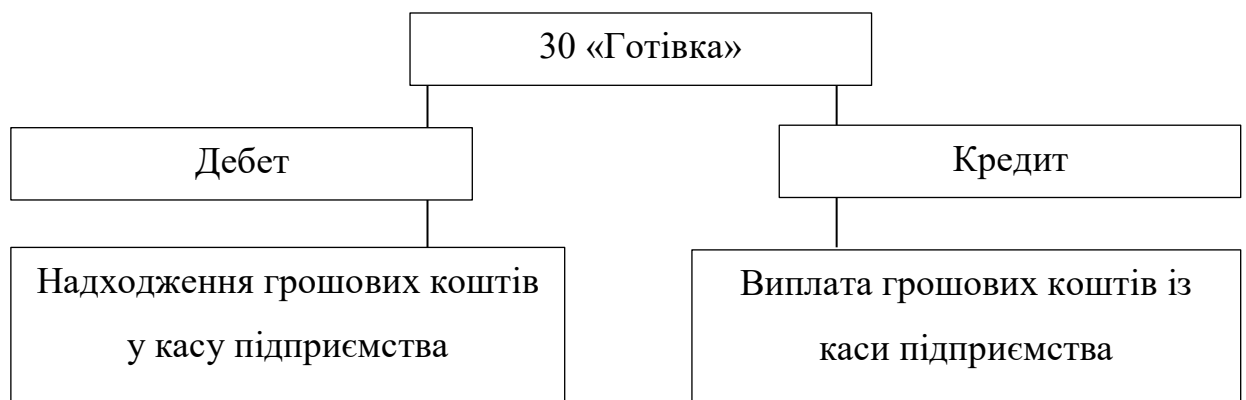 30 «Готівка»
Дебет
Кредит
Надходження грошових коштів
у касу підприємства
Виплата грошових коштів із
каси підприємства